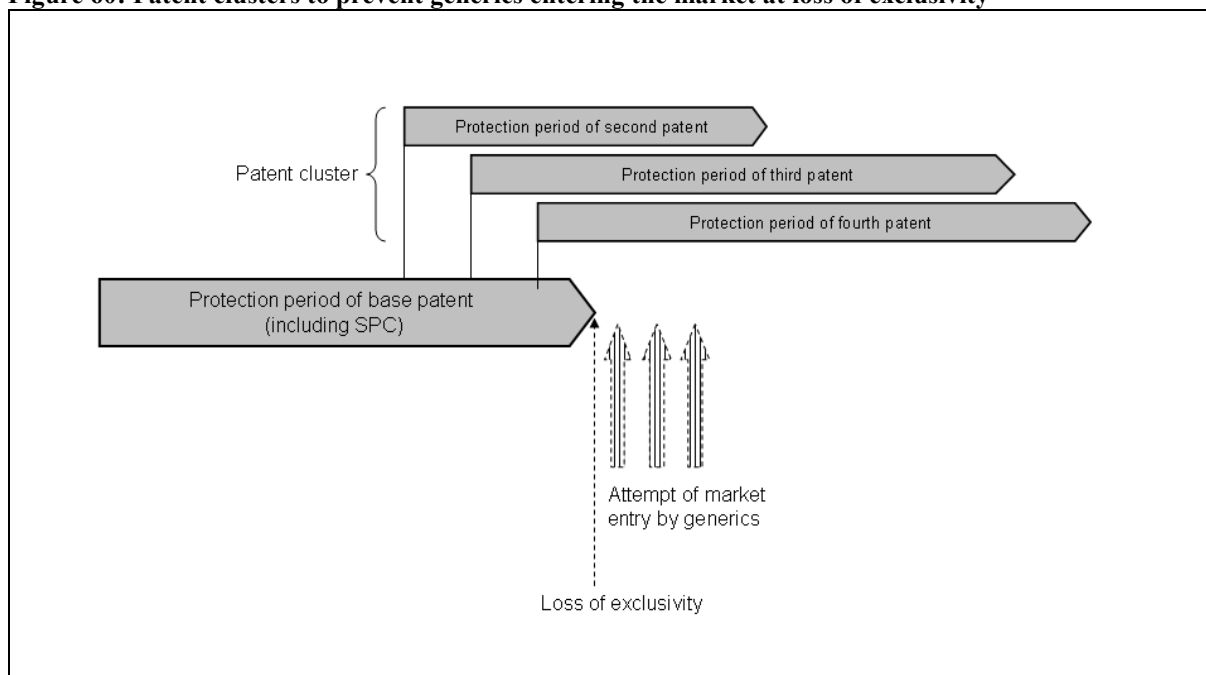 Figure 60: Patent clusters to prevent generics entering the market at loss of exclusivity
Protection period of second patent
Patent cluster
Protection period of third patent
Protection period of fourth patent
Protection period of base patent
(including SPC)
Attempt of market
entry by generics
Loss of exclusivity